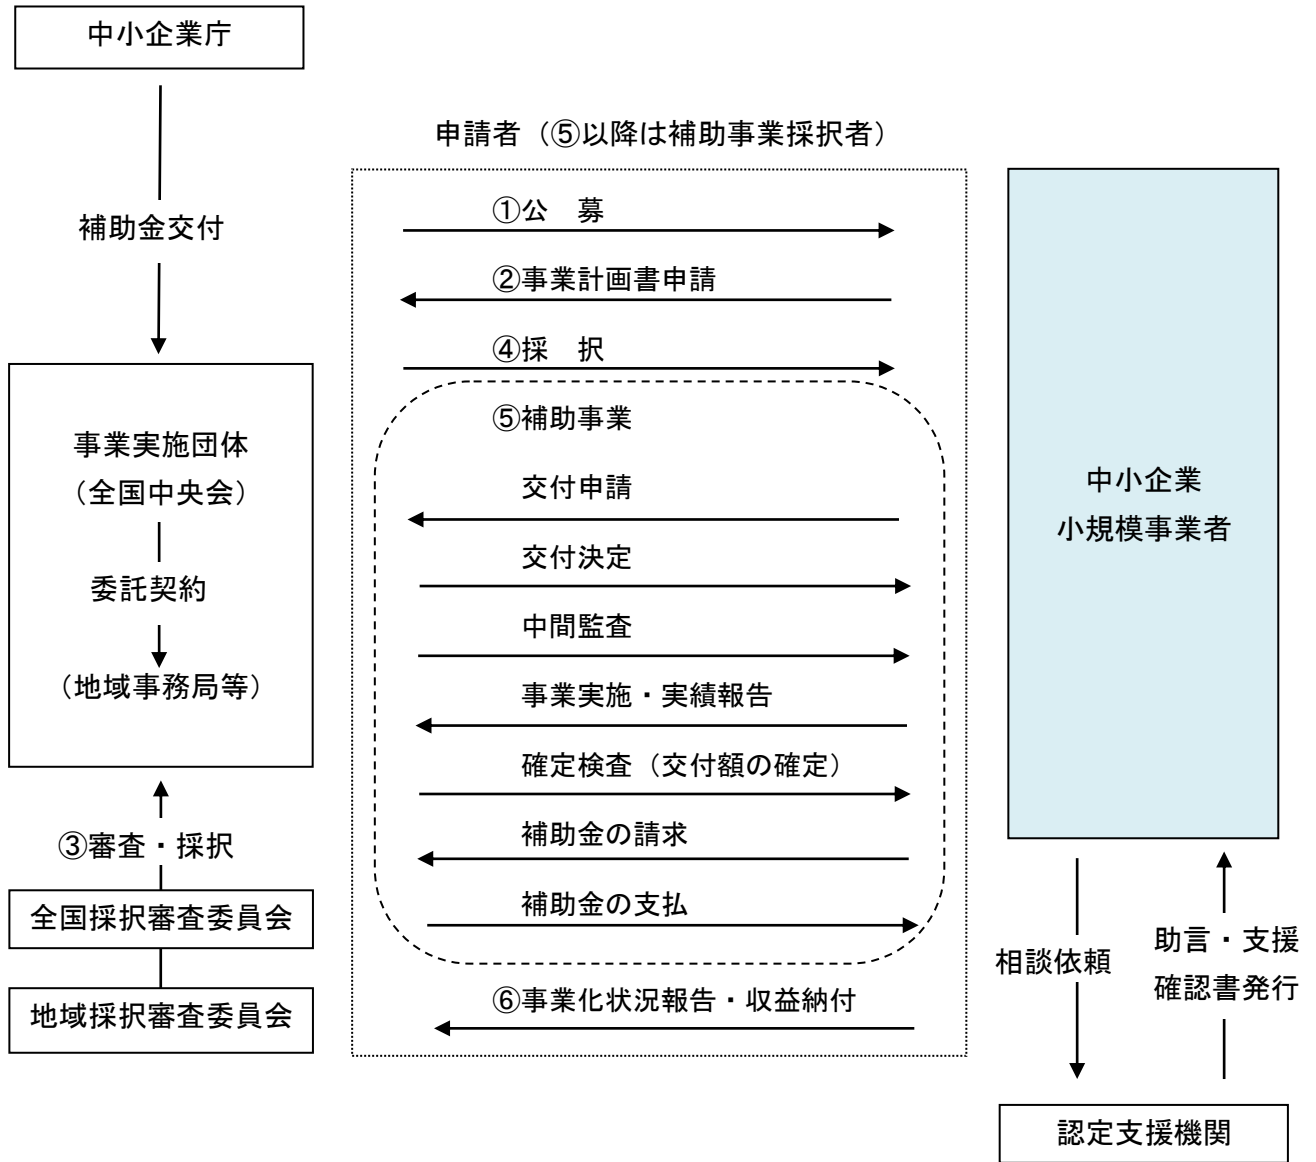 中小企業庁
補助金交付
事業実施団体
(全国中央会)
委託契約
(地域事務局等)
③審査・採択
全国採択審査委員会
地域採択審査委員会
申請者(⑤以降は補助事業採択者)
①公　募
②事業計画書申請
④採　択
⑤補助事業
交付申請
交付決定
中間監査
事業実施・実績報告
確定検査(交付額の確定)
補助金の請求
補助金の支払
⑥事業化状況報告・収益納付
中小企業
小規模事業者
相談依頼
助言・支援
確認書発行
認定支援機関